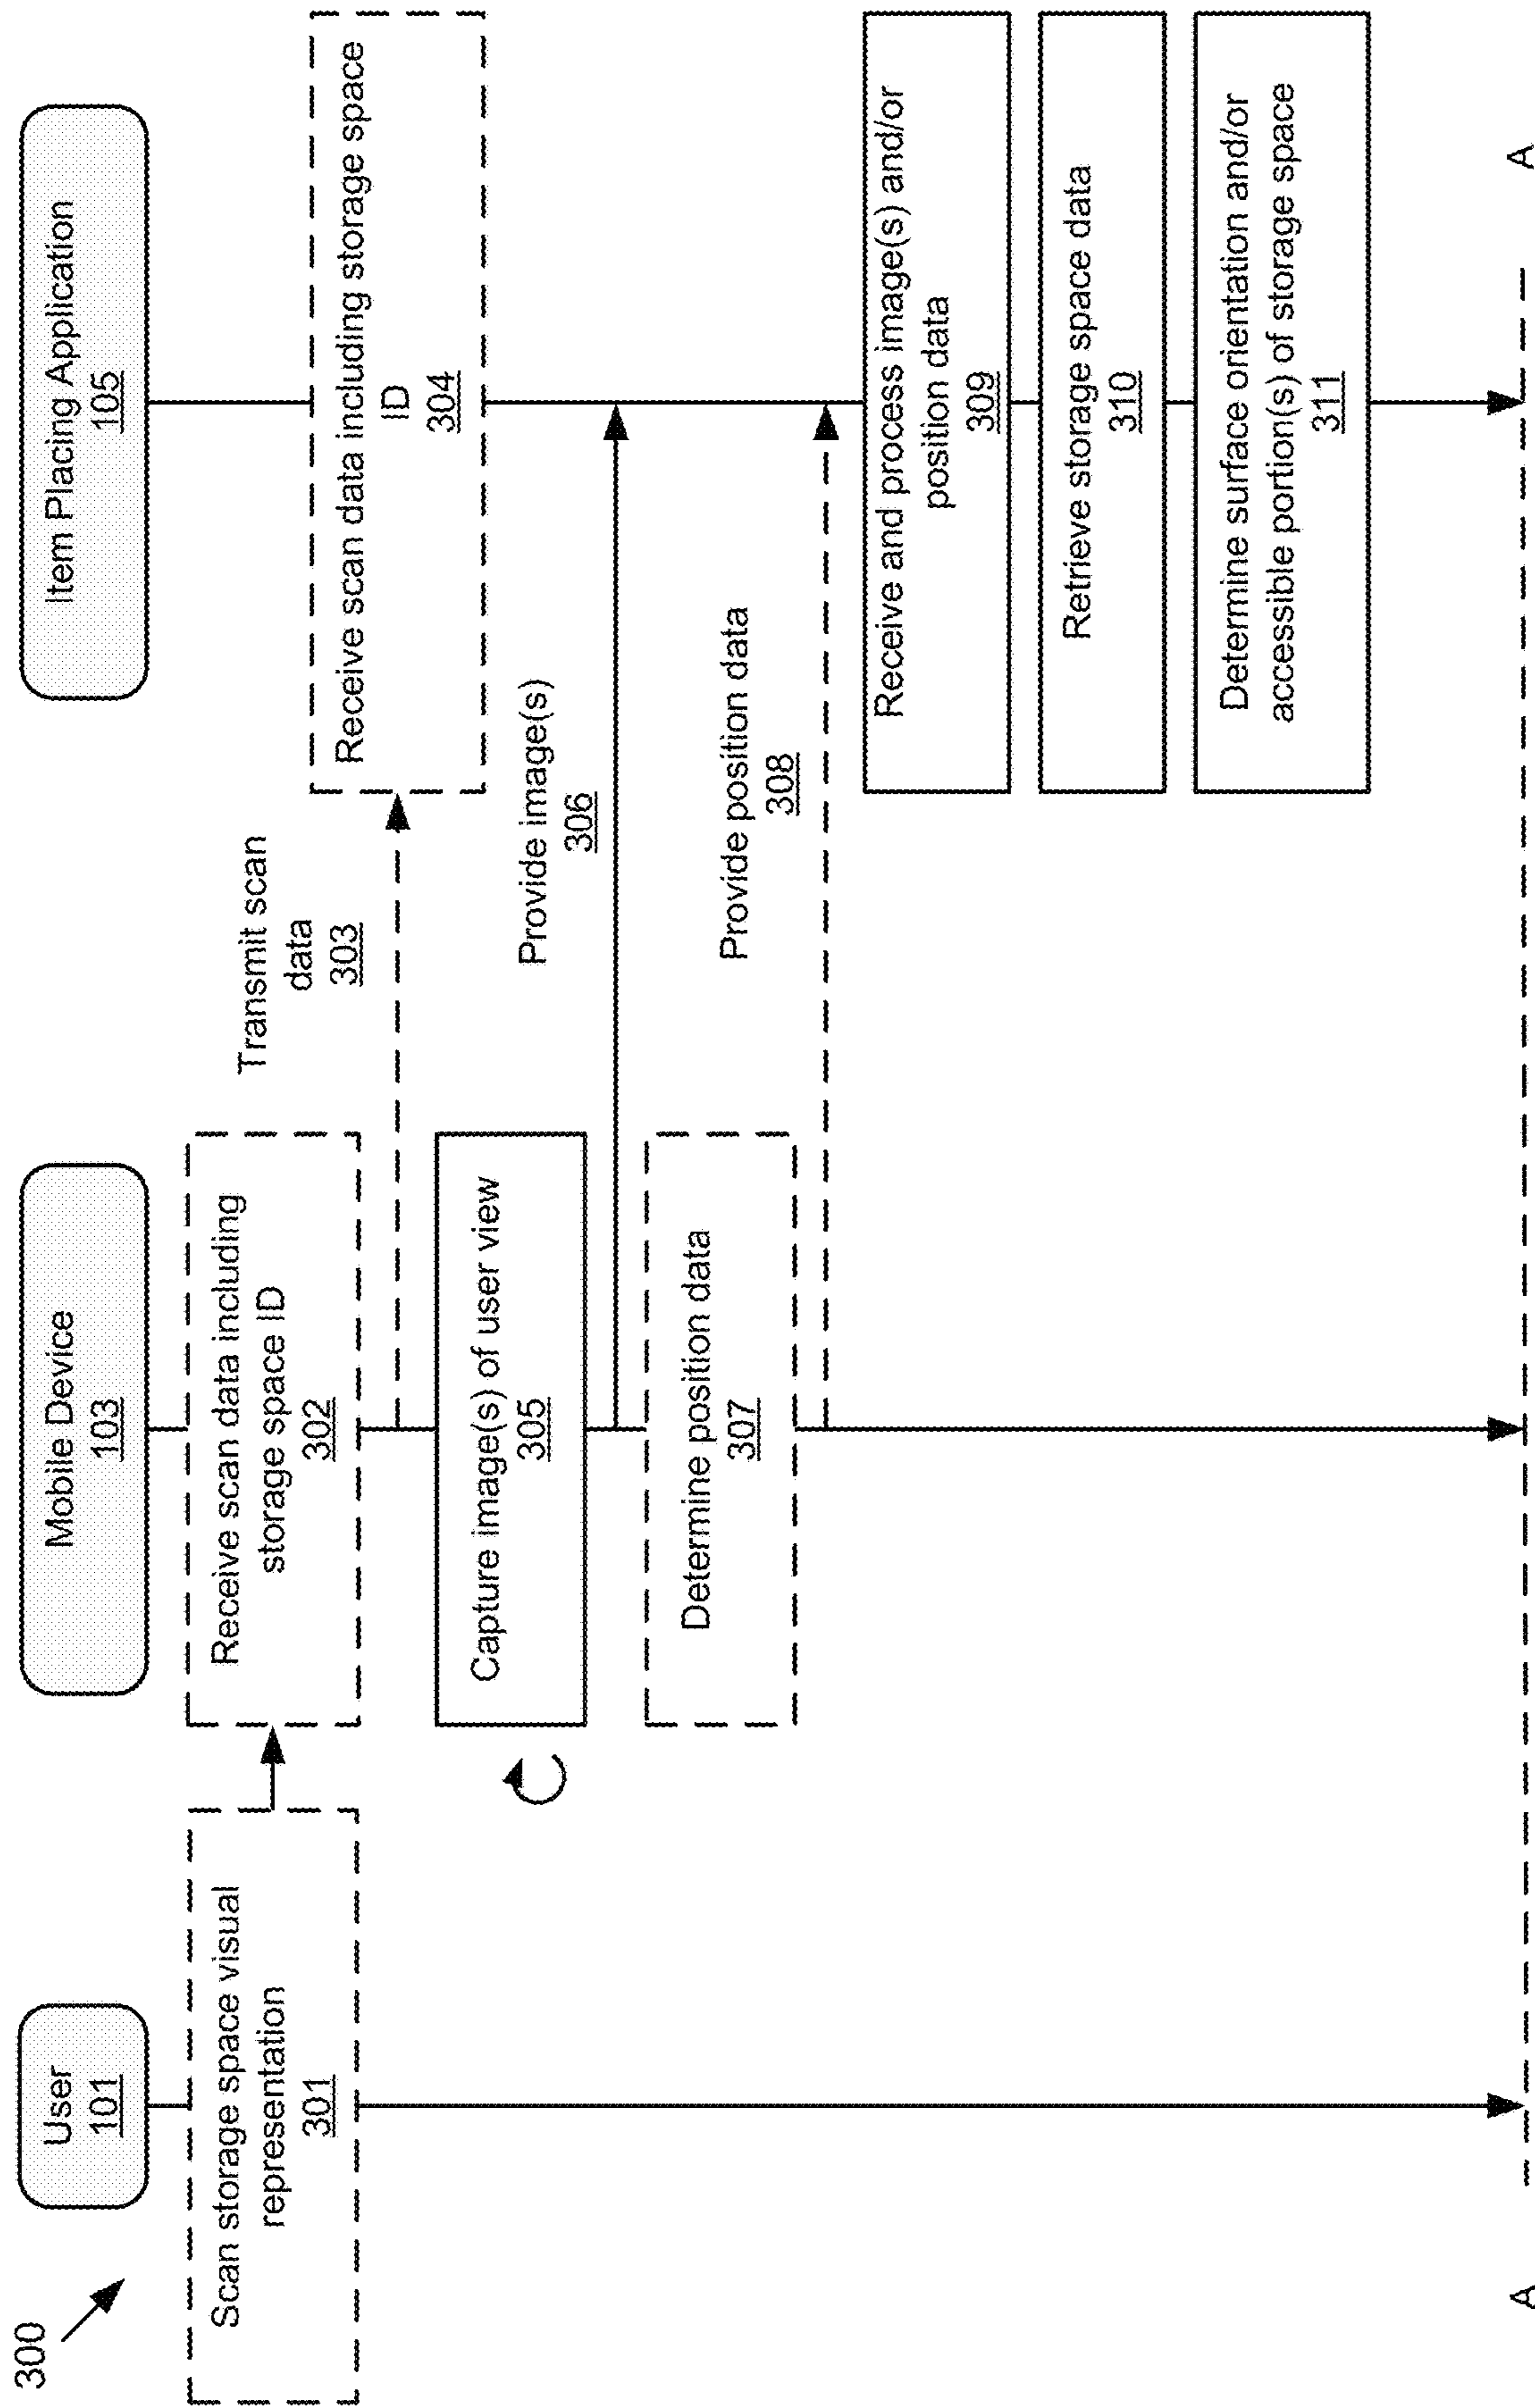 300
User
101
Mobile Device
103
Item Placing Application
105
Scan storage space visual
representation
301
Receive scan data including
storage space ID
302
Transmit scan
data
303
Receive scan data including storage space
ID
304
Capture image(s) of user view
305
Provide image(s)
306
Determine position data
307
Provide position data
308
Receive and process image(s) and/or
position data
309
Retrieve storage space data
310
Determine surface orientation and/or
accessible portion(s) of storage space
311
A
A